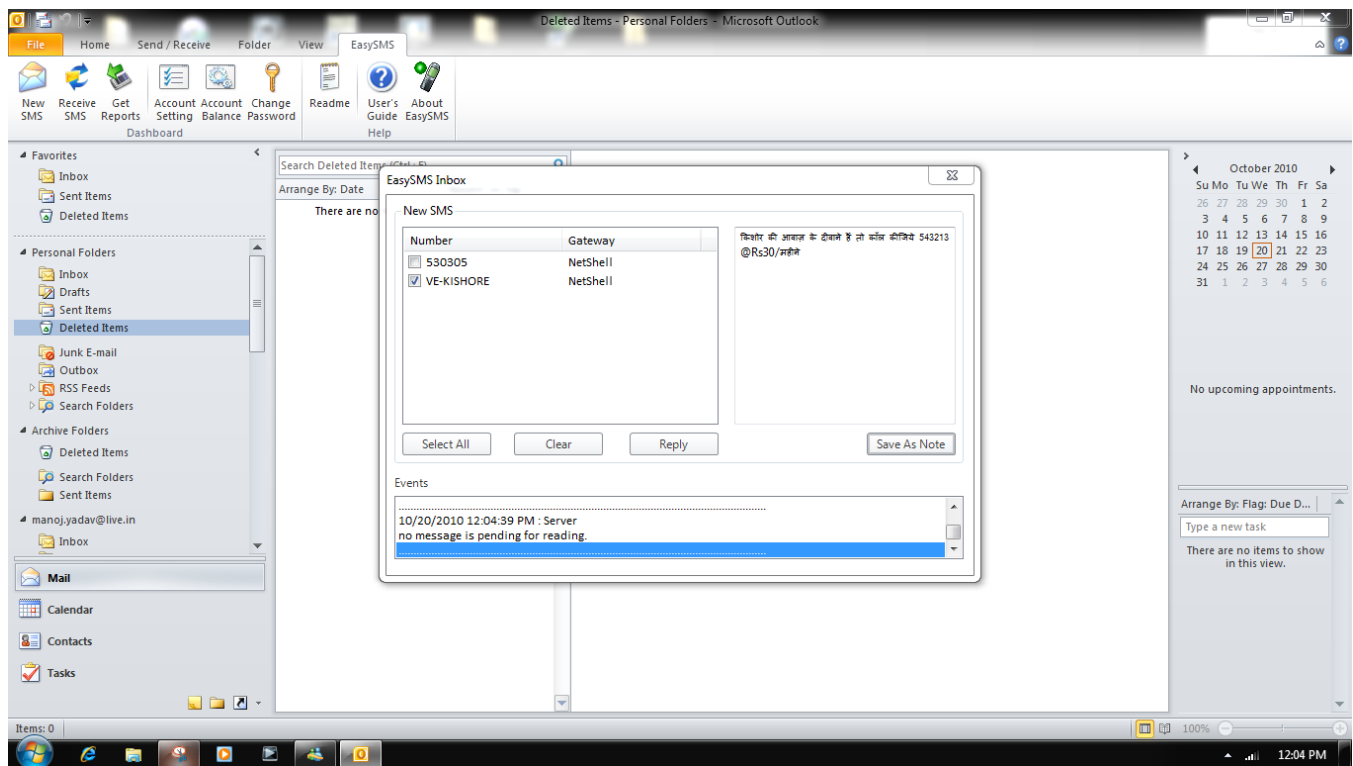 Deleted Items - Personal Folders - Microsoft Outlook
File Home Send / Receive Folder View EasySMS
New SMS
Receive SMS
Get Reports
Account Setting
Account Balance
Change Password
Readme
User's Guide
About EasySMS
Dashboard
Help
Favorites
Inbox
Sent Items
Deleted Items
Personal Folders
Inbox
Drafts
Sent Items
Deleted Items
Junk E-mail
Outbox
RSS Feeds
Search Folders
Archive Folders
Deleted Items
Search Folders
Sent Items
manoj.yadav@live.in
Inbox
Mail
Calendar
Contacts
Tasks
Search Deleted Items (Ctrl+E)
Arrange By: Date
There are no
EasySMS Inbox
New SMS
Number Gateway
530305 NetShell
VE-KISHORE NetShell
किशोर की आवाज़ के दीवाने हैं तो कॉल कीजिये 543213
@Rs30/महीने
Select All Clear Reply Save As Note
Events
10/20/2010 12:04:39 PM : Server
no message is pending for reading.
October 2010
Su Mo Tu We Th Fr Sa
26 27 28 29 30 1 2
3 4 5 6 7 8 9
10 11 12 13 14 15 16
17 18 19 20 21 22 23
24 25 26 27 28 29 30
31 1 2 3 4 5 6
No upcoming appointments.
Arrange By: Flag: Due D...
Type a new task
There are no items to show
in this view.
Items: 0
100%
12:04 PM